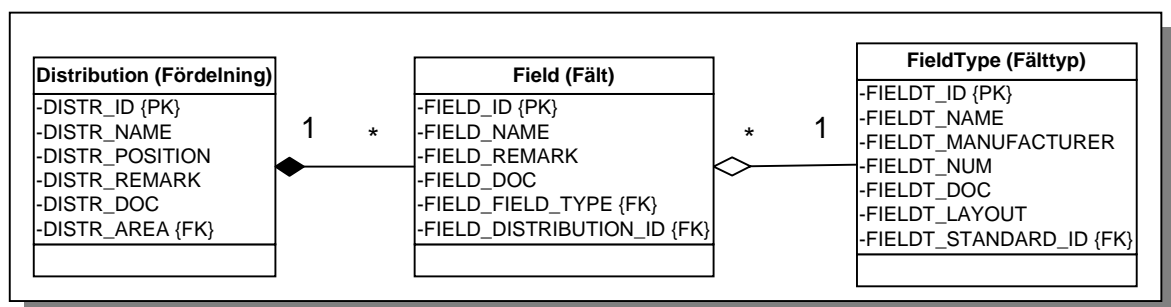 Distribution (Fördelning)
-DISTR_ID {PK}
-DISTR_NAME
-DISTR_POSITION
-DISTR_REMARK
-DISTR_DOC
-DISTR_AREA {FK}
1
*
Field (Fält)
-FIELD_ID {PK}
-FIELD_NAME
-FIELD_REMARK
-FIELD_DOC
-FIELD_FIELD_TYPE {FK}
-FIELD_DISTRIBUTION_ID {FK}
*
1
FieldType (Fälttyp)
-FIELDT_ID {PK}
-FIELDT_NAME
-FIELDT_MANUFACTURER
-FIELDT_NUM
-FIELDT_DOC
-FIELDT_LAYOUT
-FIELDT_STANDARD_ID {FK}